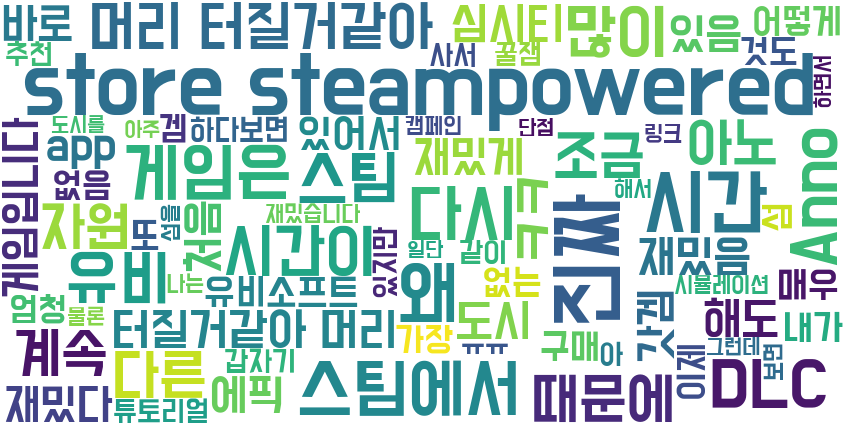 바로 머리 터질거같아 심시티 많이 있음 어떻게
추천 사서 꿀잼 것도 하면서
store steampowered
도시를 아주 겜 하다보면 있어서 캠페인 단점 링크
게임입니다 app 없음 게임은 스팀 재밌게 조금 아노 Anno
자원 또 섬을 처음 재밌습니다 다시 ㅋㅋ 진짜 해서 시간 섬
유비 나는 시간이 있지만 왜 일단 같이 없는 재밌음 시뮬레이션 매우
엄청 물론 유비소프트 도시 갓겜 해도 내가
터질거같아 머리 가장 ㅠㅠ 구매 아 그런데
계속 다른 갑자기 에픽 스팀에서 때문에 이제 보면 DLC
재밌다 튜토리얼